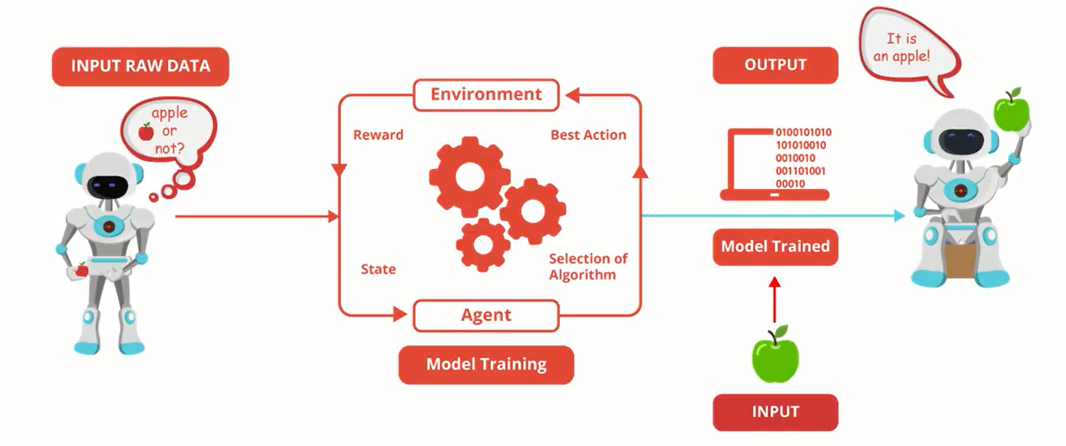 INPUT RAW DATA
apple
or
not?
Environment
Reward
Best Action
State
Selection of
Algorithm
Agent
Model Training
OUTPUT
0100101010
101010010
0010010
001101001
00010
Model Trained
INPUT
It is
an apple!